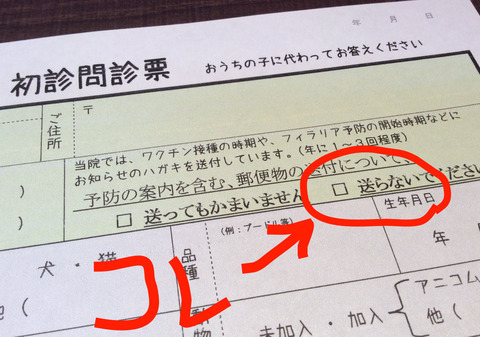 年 月 日
初診問診票 おうちの子に代わってお答えください
ご住所
〒
当院では、ワクチン接種の時期や、フィラリア予防の開始時期などに
お知らせのハガキを送付しています。(年に1~3回程度)
予防の案内を含む、郵便物の送付について
□ 送ってもかまいません □ 送らないでください
)
)
犬・猫
品種
(例:プードル等)
生年月日
年
コレ
他(
動物
未加入・加入
アニコム
他(